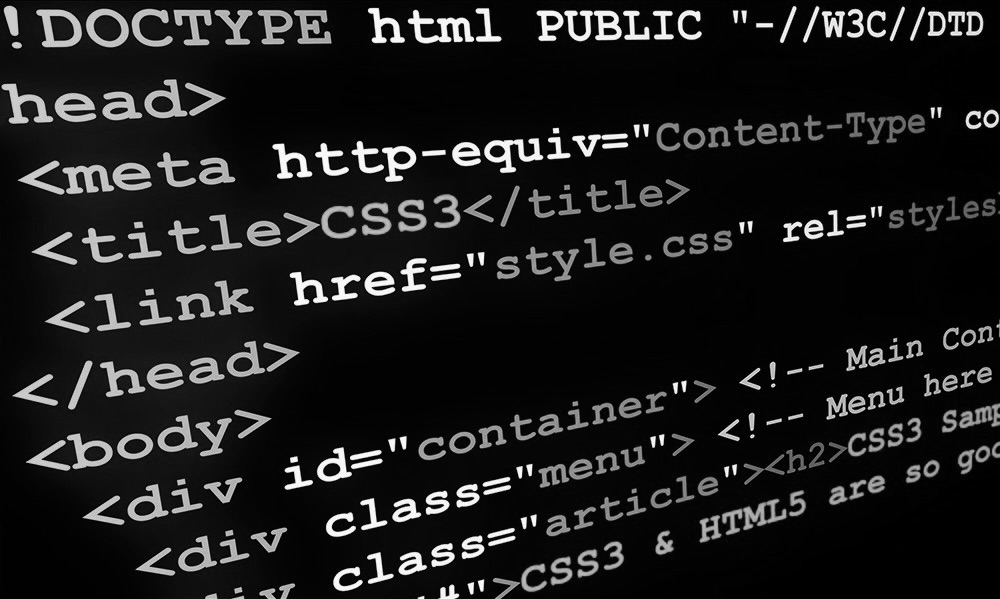 !DOCTYPE html PUBLIC "-//W3C//DTD
head>
<meta http-equiv="Content-Type" co
<title>CSS3</title>
<link href="style.css" rel="styles
</head>
<body>
<div id="container"> <!-- Main Cont
<div class="menu"> <!-- Menu here
div class="article"><h2>CSS3 Samp
#">CSS3 & HTML5 are so goo